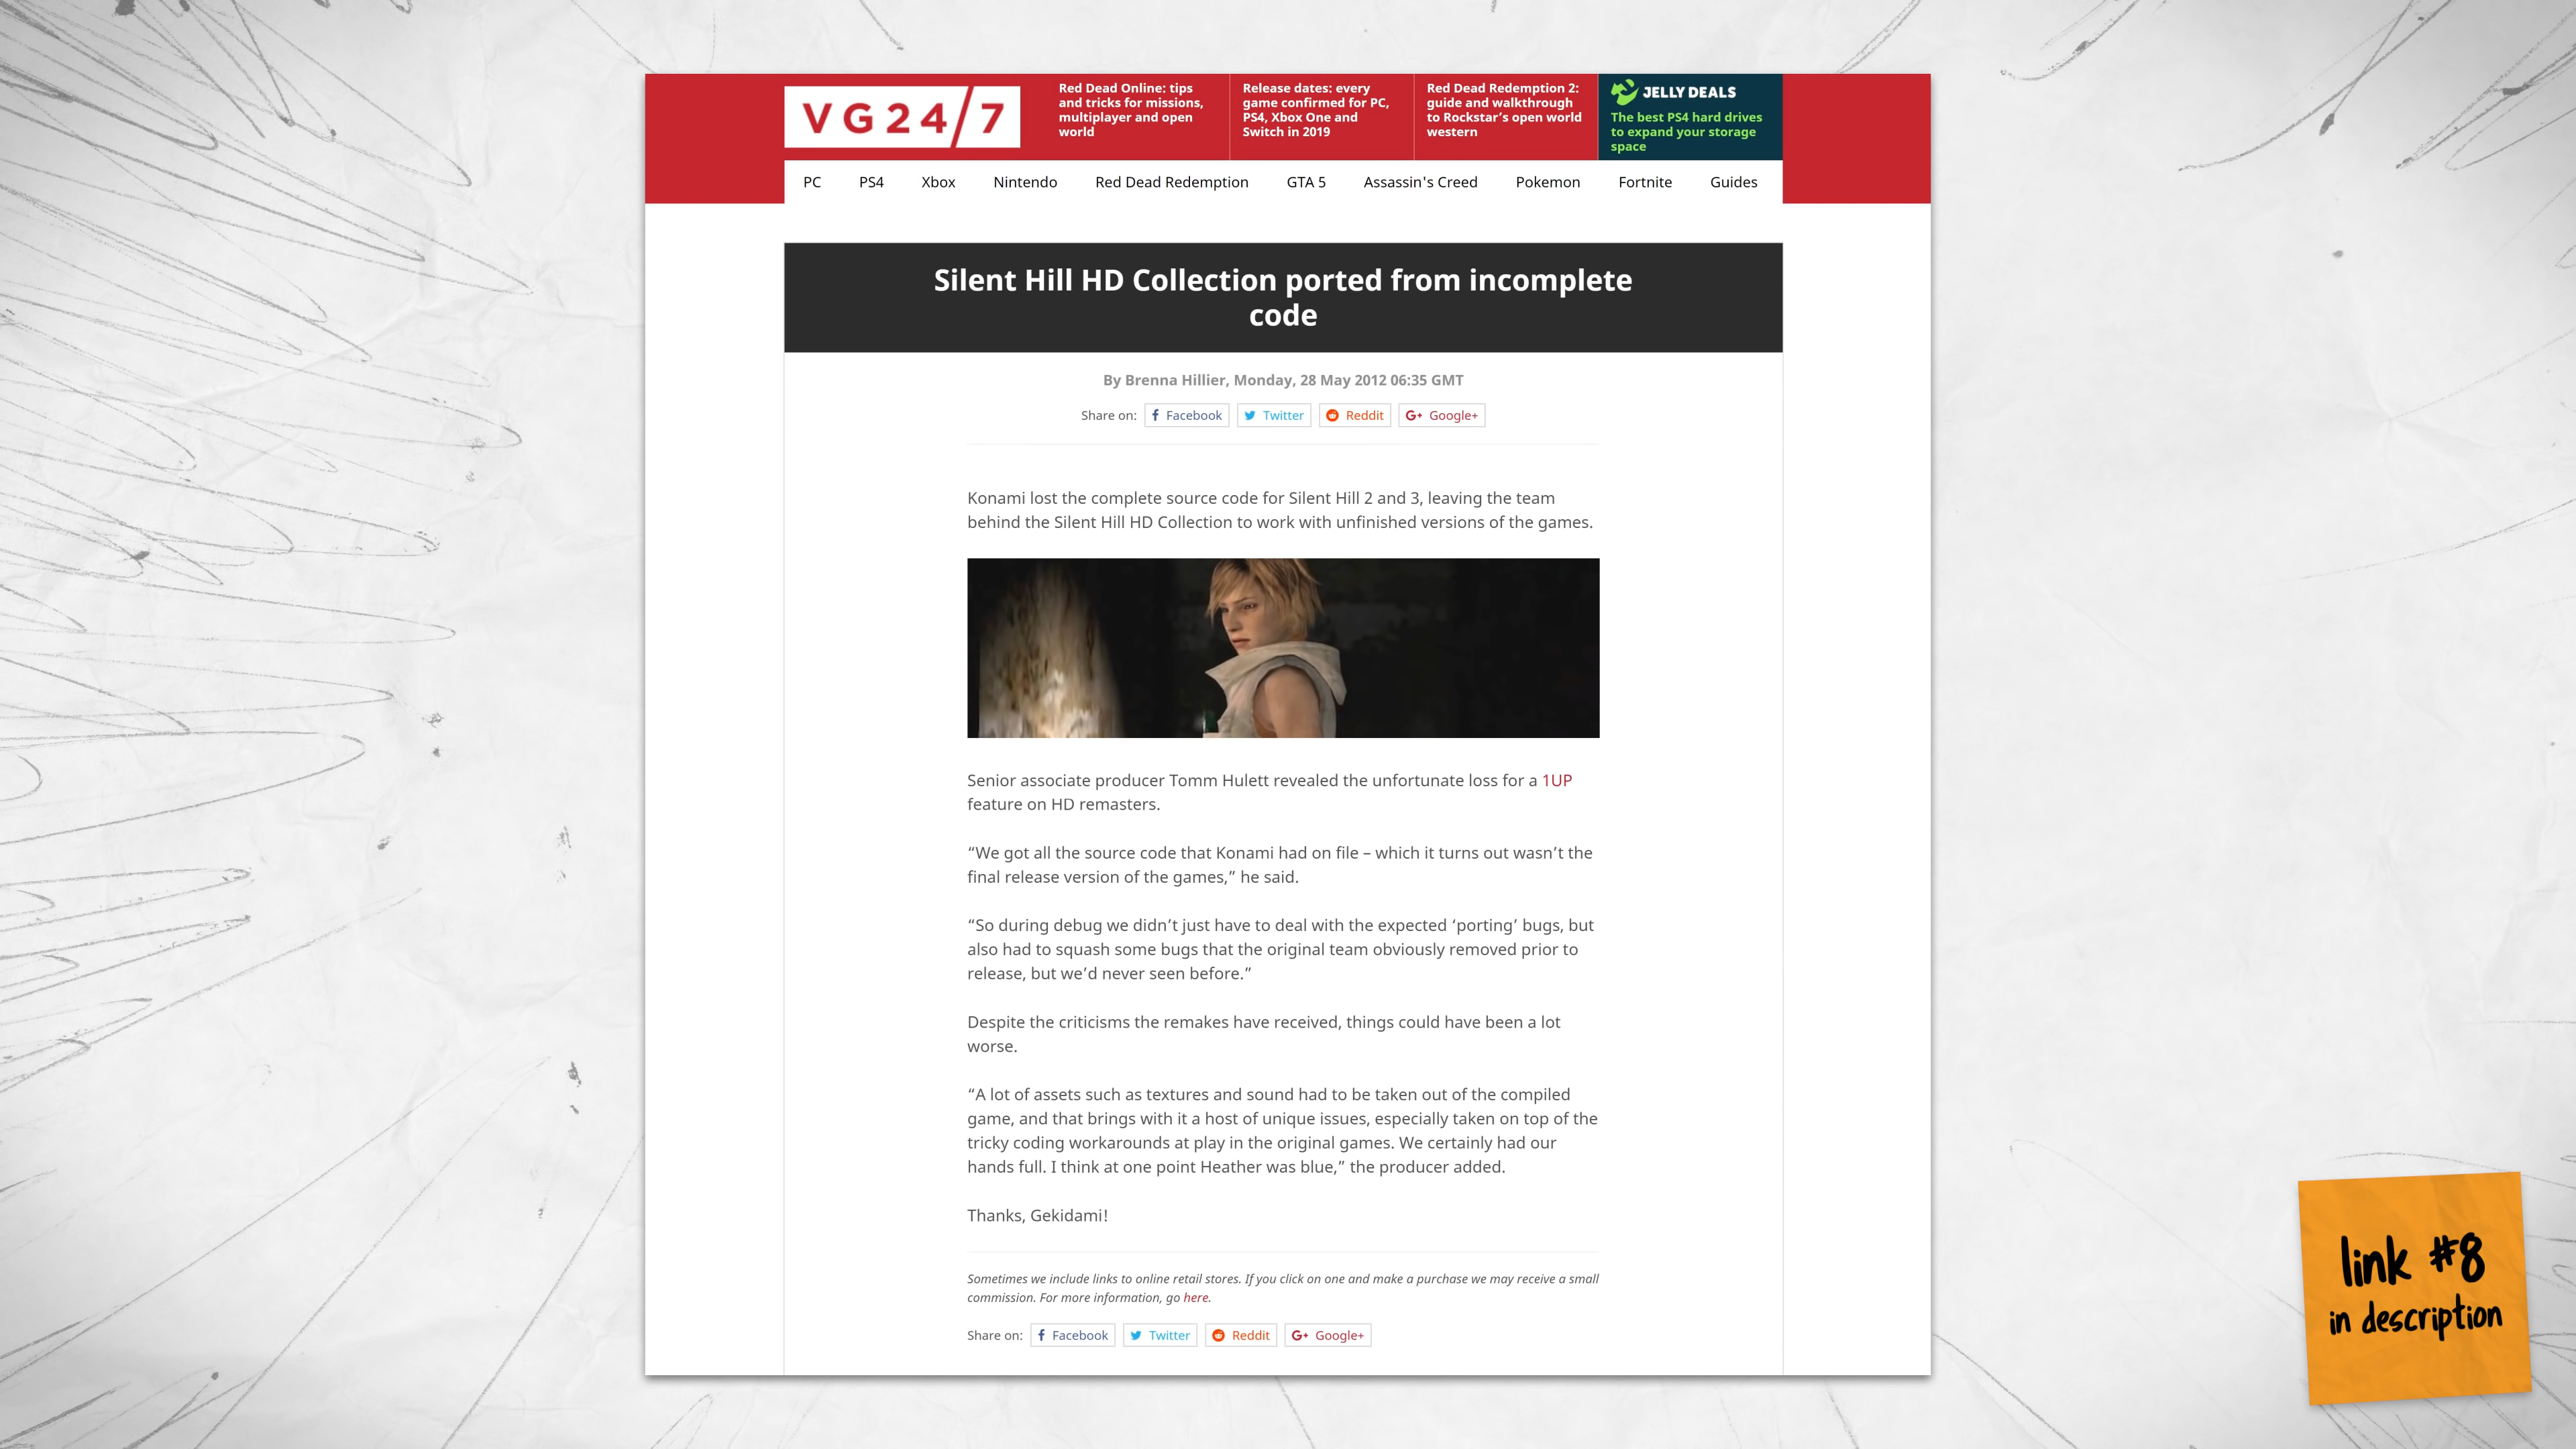 VG24/7
Red Dead Online: tips
and tricks for missions,
multiplayer and open
world
Release dates: every
game confirmed for PC,
PS4, Xbox One and
Switch in 2019
Red Dead Redemption 2:
guide and walkthrough
to Rockstar’s open world
western
JELLY DEALS
The best PS4 hard drives
to expand your storage
space
PC PS4 Xbox Nintendo Red Dead Redemption GTA 5 Assassin's Creed Pokemon Fortnite Guides
Silent Hill HD Collection ported from incomplete
code
By Brenna Hillier, Monday, 28 May 2012 06:35 GMT
Share on: Facebook Twitter Reddit G+ Google+
Konami lost the complete source code for Silent Hill 2 and 3, leaving the team
behind the Silent Hill HD Collection to work with unfinished versions of the games.
Senior associate producer Tomm Hulett revealed the unfortunate loss for a 1UP
feature on HD remasters.
“We got all the source code that Konami had on file – which it turns out wasn’t the
final release version of the games,” he said.
“So during debug we didn’t just have to deal with the expected ‘porting’ bugs, but
also had to squash some bugs that the original team obviously removed prior to
release, but we’d never seen before.”
Despite the criticisms the remakes have received, things could have been a lot
worse.
“A lot of assets such as textures and sound had to be taken out of the compiled
game, and that brings with it a host of unique issues, especially taken on top of the
tricky coding workarounds at play in the original games. We certainly had our
hands full. I think at one point Heather was blue,” the producer added.
Thanks, Gekidami!
Sometimes we include links to online retail stores. If you click on one and make a purchase we may receive a small
commission. For more information, go here.
Share on: Facebook Twitter Reddit G+ Google+
link #8
in description